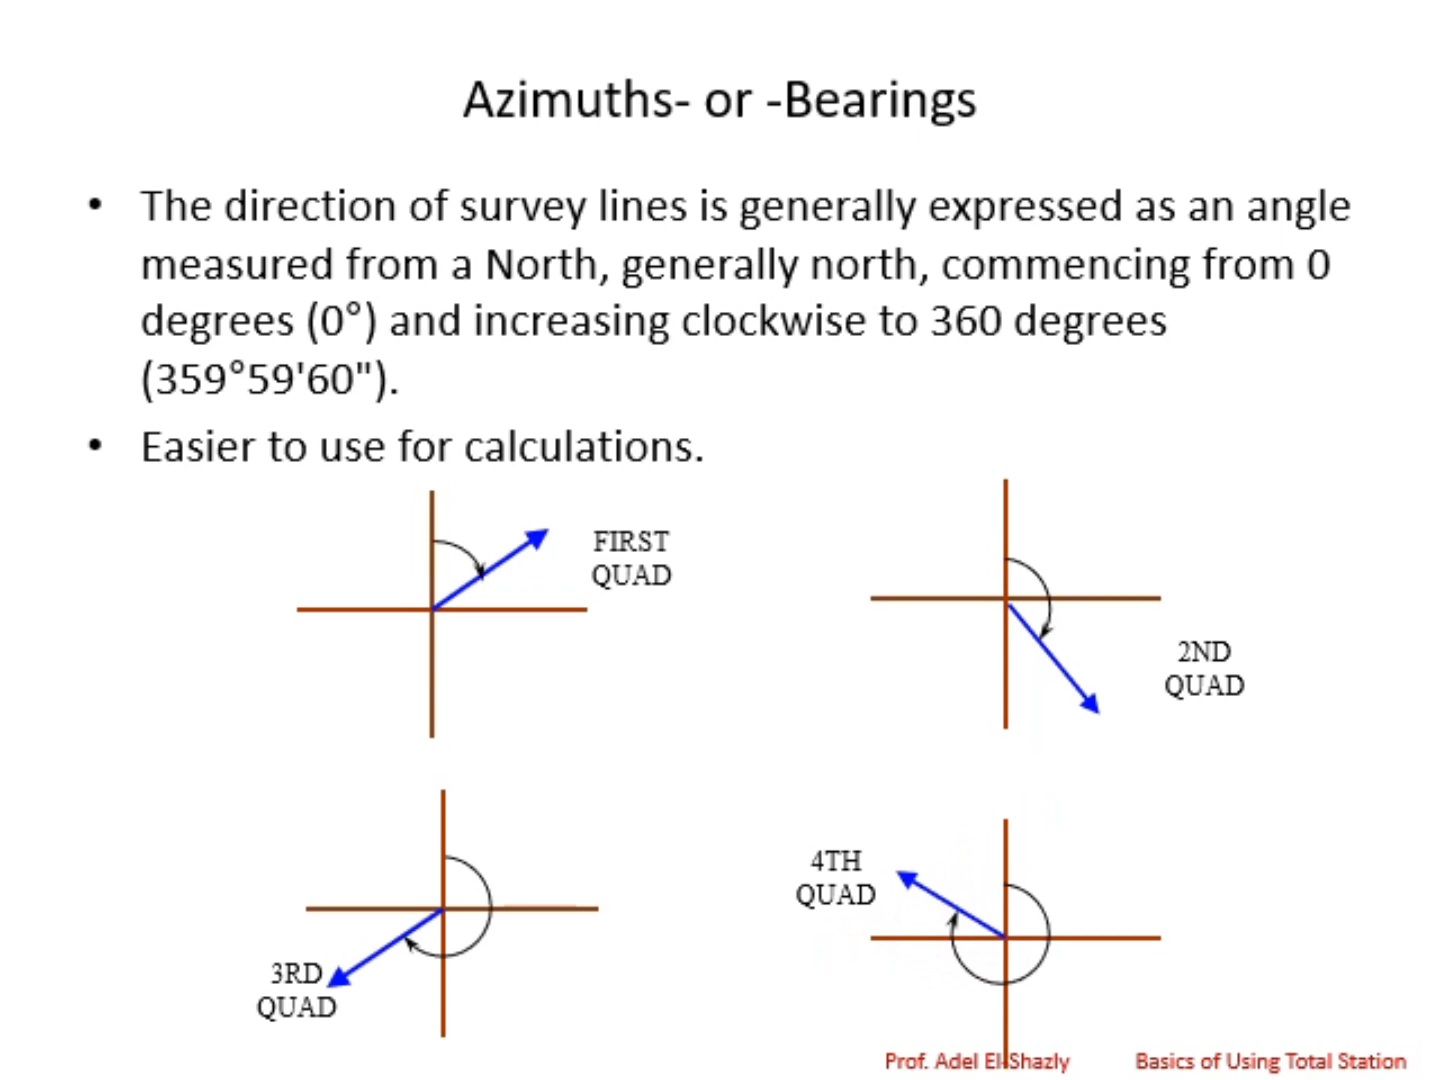 Azimuths- or -Bearings
• The direction of survey lines is generally expressed as an angle
measured from a North, generally north, commencing from 0
degrees (0°) and increasing clockwise to 360 degrees
(359°59'60").
• Easier to use for calculations.
FIRST
QUAD
2ND
QUAD
3RD
QUAD
4TH
QUAD
Prof. Adel El-Shazly
Basics of Using Total Station